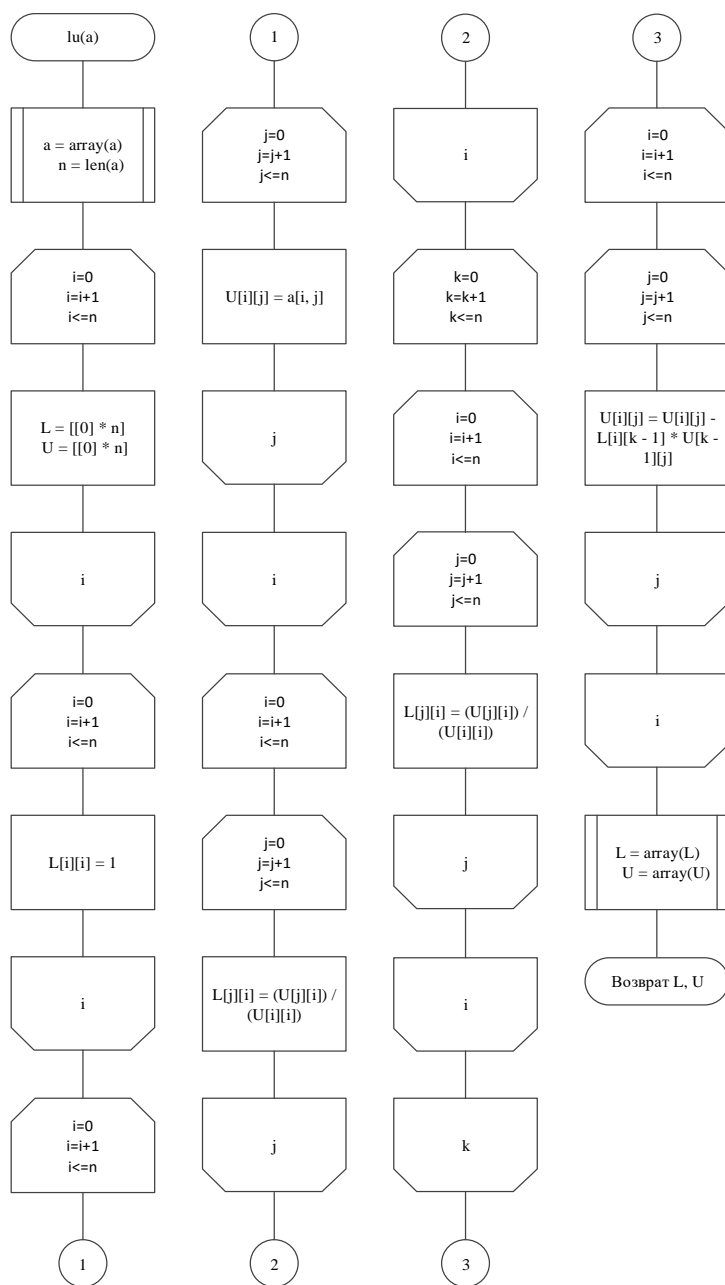 lu(a)
a = array(a)
n = len(a)
i=0
i=i+1
i<=n
L = [[0] * n]
U = [[0] * n]
i
i=0
i=i+1
i<=n
L[i][i] = 1
i
i=0
i=i+1
i<=n
1
1
j=0
j=j+1
j<=n
U[i][j] = a[i, j]
j
i
i=0
i=i+1
i<=n
j=0
j=j+1
j<=n
L[j][i] = (U[j][i]) /
(U[i][i])
j
2
2
i
k=0
k=k+1
k<=n
i=0
i=i+1
i<=n
j=0
j=j+1
j<=n
L[j][i] = (U[j][i]) /
(U[i][i])
j
i
k
3
3
i=0
i=i+1
i<=n
j=0
j=j+1
j<=n
U[i][j] = U[i][j] -
L[i][k - 1] * U[k -
1][j]
j
i
L = array(L)
U = array(U)
Возврат L, U